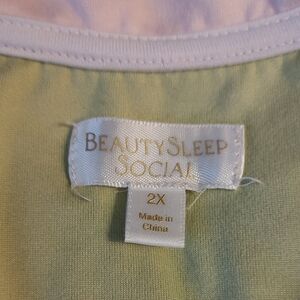 BEAUTYSLEEP
SOCIAL
2X
Made in
China